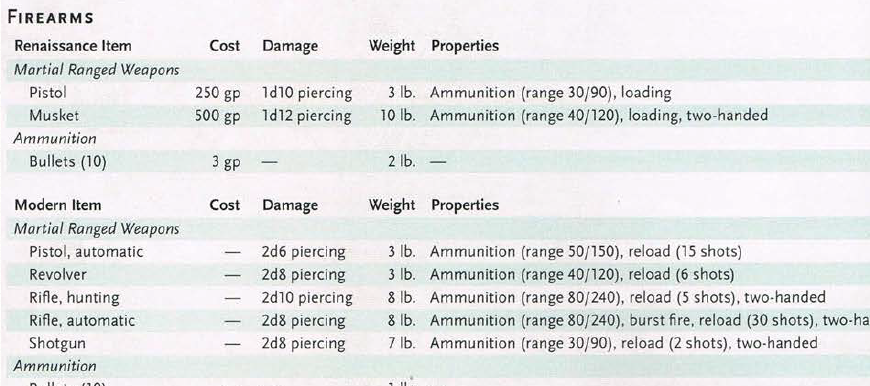 FIREARMS
Renaissance Item Cost Damage Weight Properties
Martial Ranged Weapons
Pistol 250 gp 1d10 piercing 3 lb. Ammunition (range 30/90), loading
Musket 500 gp 1d12 piercing 10 lb. Ammunition (range 40/120), loading, two-handed
Ammunition
Bullets (10) 3 gp — 2 lb. —
Modern Item Cost Damage Weight Properties
Martial Ranged Weapons
Pistol, automatic — 2d6 piercing 3 lb. Ammunition (range 50/150), reload (15 shots)
Revolver — 2d8 piercing 3 lb. Ammunition (range 40/120), reload (6 shots)
Rifle, hunting — 2d10 piercing 8 lb. Ammunition (range 80/240), reload (5 shots), two-handed
Rifle, automatic — 2d8 piercing 8 lb. Ammunition (range 80/240), burst fire, reload (30 shots), two-ha
Shotgun — 2d8 piercing 7 lb. Ammunition (range 30/90), reload (2 shots), two-handed
Ammunition